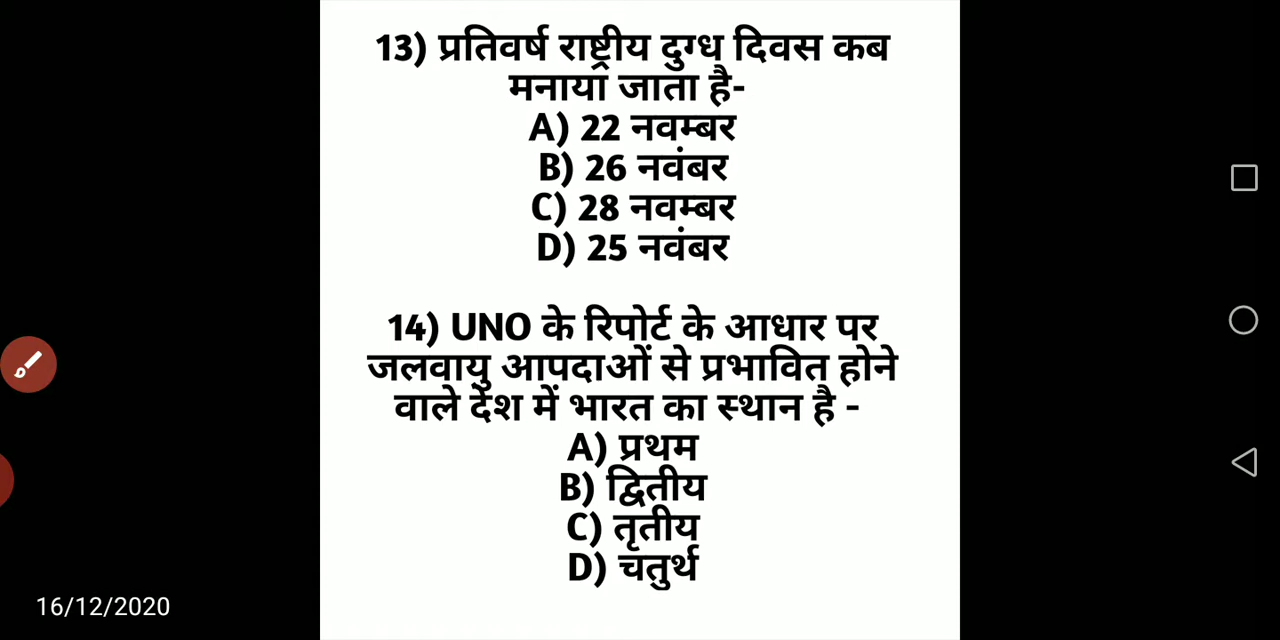 13) प्रतिवर्ष राष्ट्रीय दुग्ध दिवस कब
मनाया जाता है-
A) 22 नवम्बर
B) 26 नवंबर
C) 28 नवम्बर
D) 25 नवंबर
14) UNO के रिपोर्ट के आधार पर
जलवायु आपदाओं से प्रभावित होने
वाले देश में भारत का स्थान है -
A) प्रथम
B) द्वितीय
C) तृतीय
D) चतुर्थ
16/12/2020